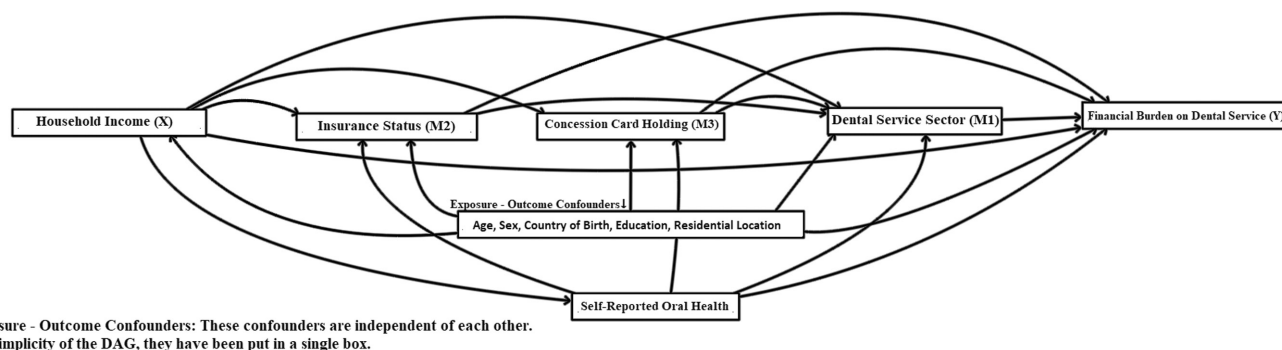 Household Income (X)
Insurance Status (M2)
Concession Card Holding (M3)
Dental Service Sector (M1)
Financial Burden on Dental Service (Y)
Exposure - Outcome Confounders↓
Age, Sex, Country of Birth, Education, Residential Location
Self-Reported Oral Health
sure - Outcome Confounders: These confounders are independent of each other.
implicity of the DAG, they have been put in a single box.